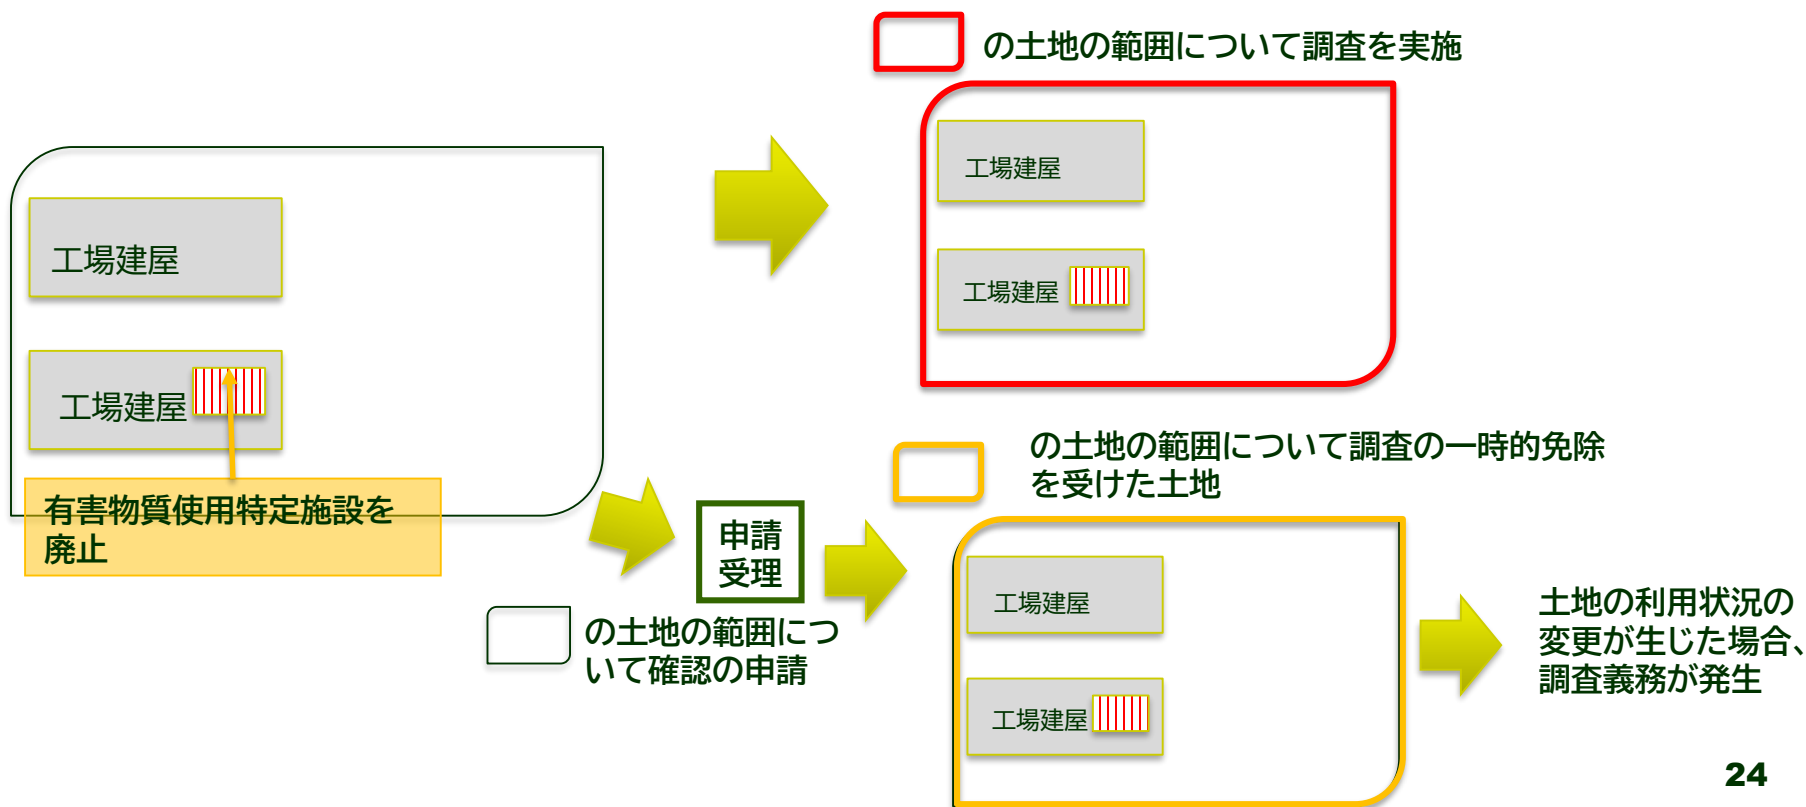 の土地の範囲について調査を実施
工場建屋
工場建屋
工場建屋
工場建屋
有害物質使用特定施設を
廃止
の土地の範囲につ
いて確認の申請
申請
受理
の土地の範囲について調査の一時的免除
を受けた土地
工場建屋
工場建屋
土地の利用状況の
変更が生じた場合、
調査義務が発生
24